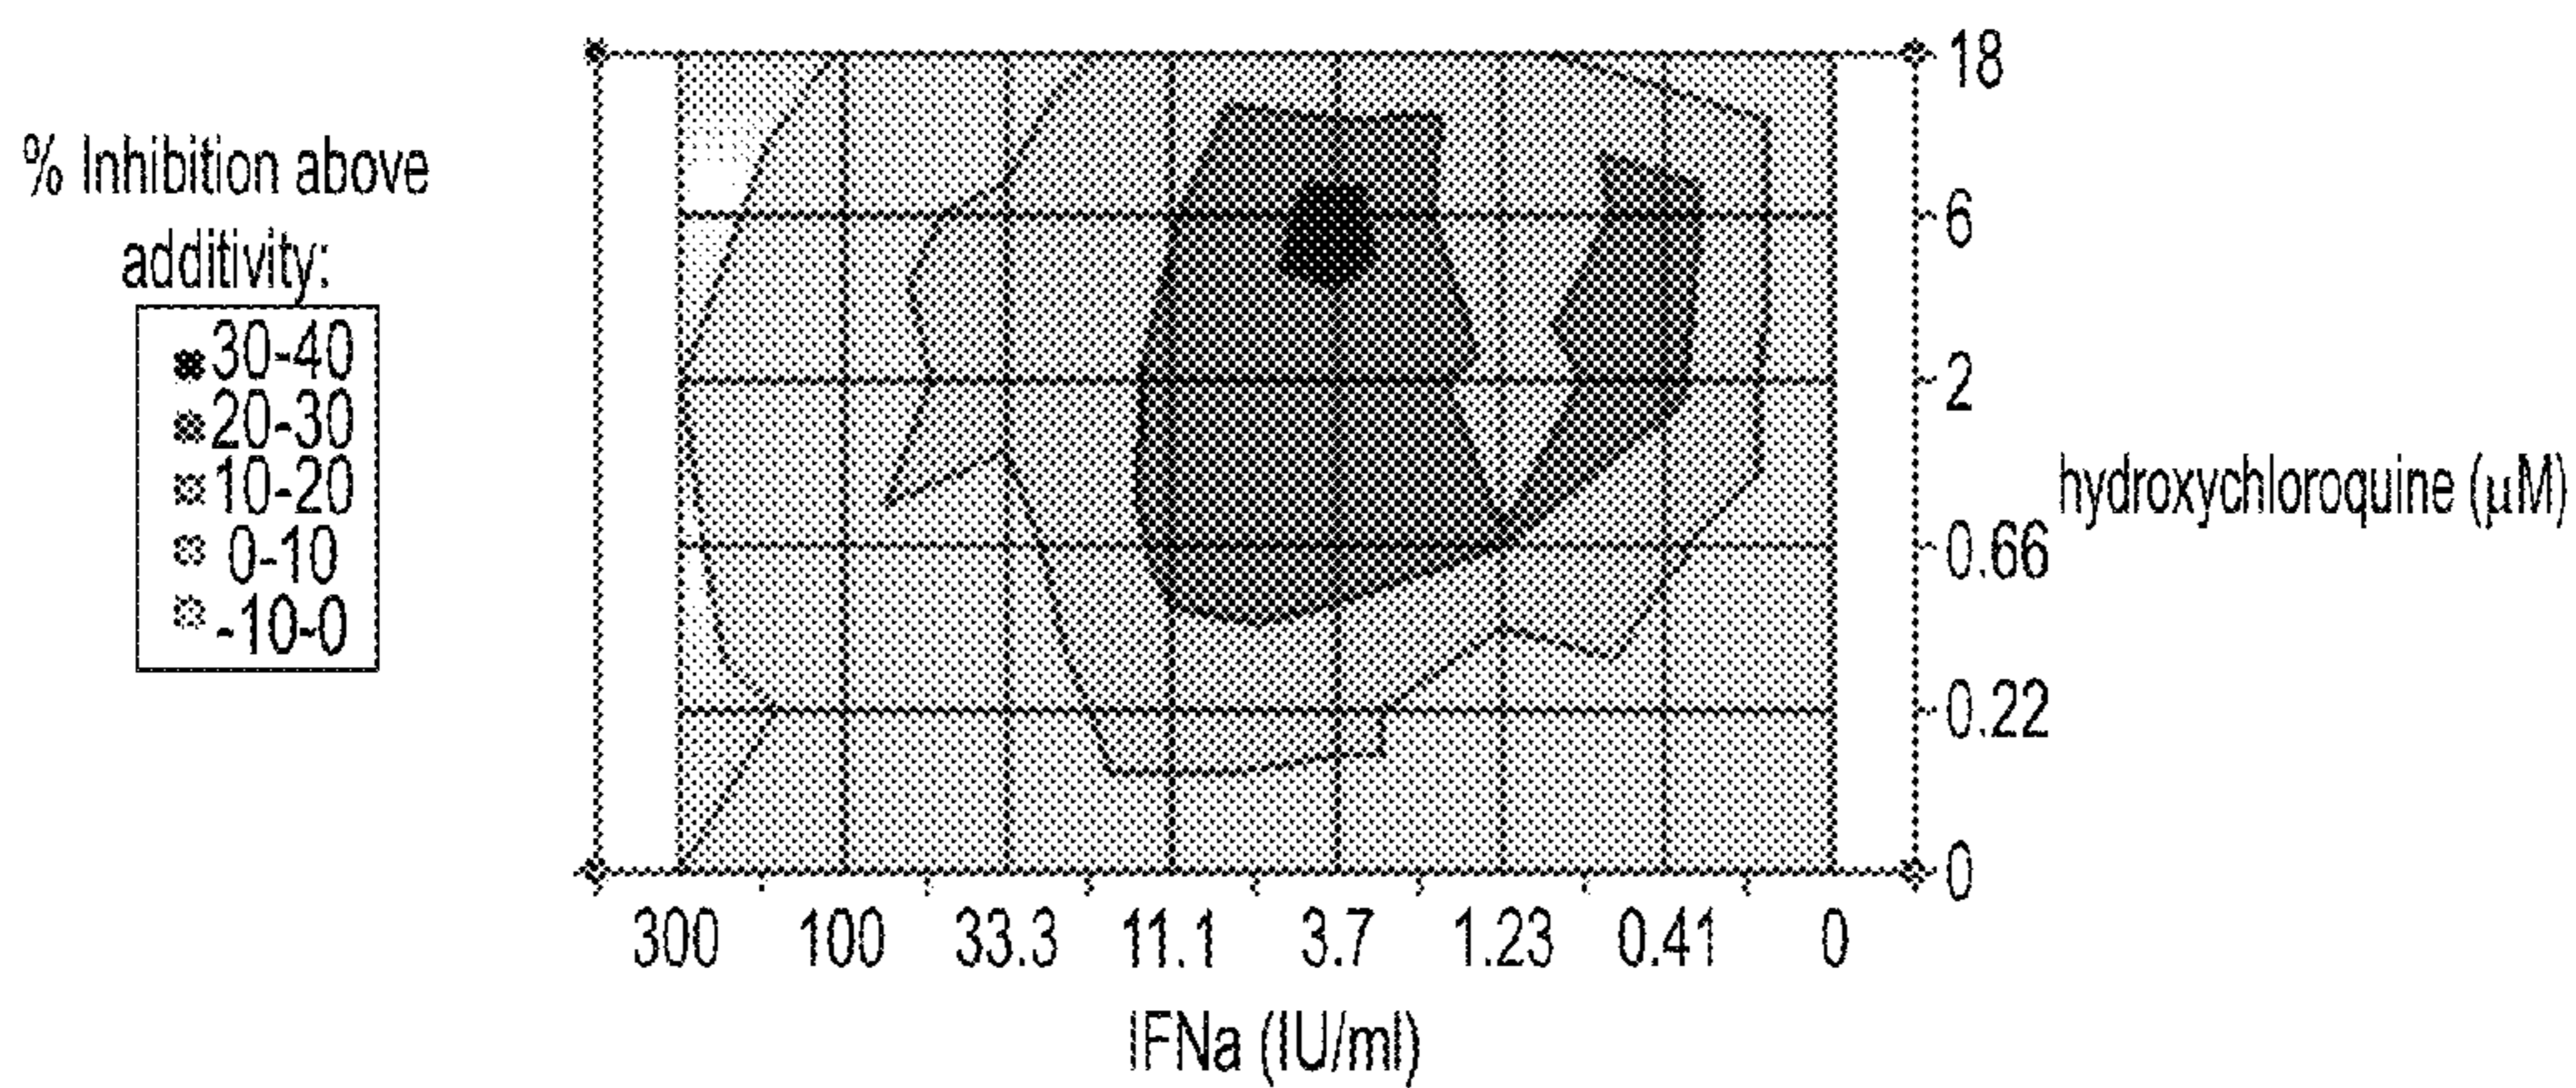 % Inhibition above
additivity:
30-40
20-30
10-20
0-10
-10-0
18
6
2
0.66
0.22
0
hydroxychloroquine (μM)
300 100 33.3 11.1 3.7 1.23 0.41 0
IFNa (IU/ml)